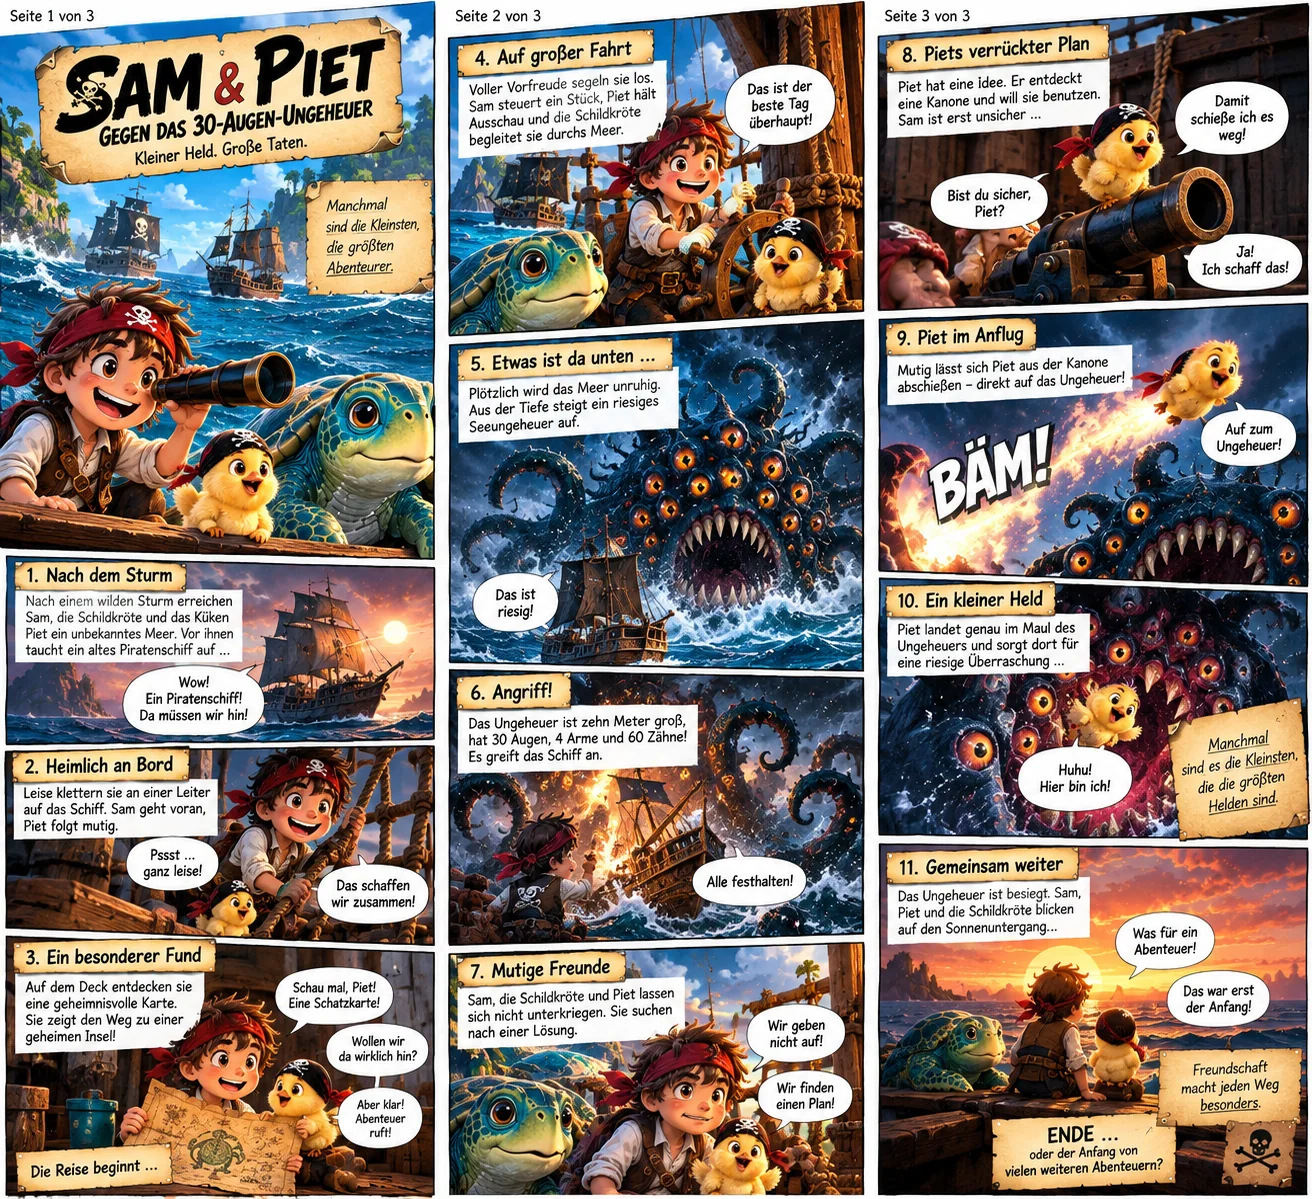 Seite 1 von 3
SAM & PIET
GEGEN DAS 30-AUGEN-UNGEHEUER
Kleiner Held. Große Taten.
Manchmal
sind die Kleinsten,
die größten
Abenteurer.
1. Nach dem Sturm
Nach einem wilden Sturm erreichen
Sam, die Schildkröte und das Küken
Piet ein unbekanntes Meer. Vor ihnen
taucht ein altes Piratenschiff auf ...
Wow!
Ein Piratenschiff!
Da müssen wir hin!
2. Heimlich an Bord
Leise klettern sie an einer Leiter
auf das Schiff. Sam geht voran,
Piet folgt mutig.
Pssst ...
ganz leise!
Das schaffen
wir zusammen!
3. Ein besonderer Fund
Auf dem Deck entdecken sie
eine geheimnisvolle Karte.
Sie zeigt den Weg zu einer
geheimen Insel!
Schau mal, Piet!
Eine Schatzkarte!
Wollen wir
da wirklich hin?
Aber klar!
Abenteuer
ruft!
Die Reise beginnt ...
Seite 2 von 3
4. Auf großer Fahrt
Voller Vorfreude segeln sie los.
Sam steuert ein Stück, Piet hält
Ausschau und die Schildkröte
begleitet sie durchs Meer.
Das ist der
beste Tag
überhaupt!
5. Etwas ist da unten ...
Plötzlich wird das Meer unruhig.
Aus der Tiefe steigt ein riesiges
Seeungeheuer auf.
Das ist
riesig!
6. Angriff!
Das Ungeheuer ist zehn Meter groß,
hat 30 Augen, 4 Arme und 60 Zähne!
Es greift das Schiff an.
Alle festhalten!
7. Mutige Freunde
Sam, die Schildkröte und Piet lassen
sich nicht unterkriegen. Sie suchen
nach einer Lösung.
Wir geben
nicht auf!
Wir finden
einen Plan!
Seite 3 von 3
8. Piets verrückter Plan
Piet hat eine Idee. Er entdeckt
eine Kanone und will sie benutzen.
Sam ist erst unsicher ...
Damit
schieße ich es
weg!
Bist du sicher,
Piet?
Ja!
Ich schaff das!
9. Piet im Anflug
Mutig lässt sich Piet aus der Kanone
abschießen – direkt auf das Ungeheuer!
Auf zum
Ungeheuer!
BÄM!
10. Ein kleiner Held
Piet landet genau im Maul des
Ungeheuers und sorgt dort für
eine riesige Überraschung ...
Huhu!
Hier bin ich!
Manchmal
sind es die Kleinsten,
die die größten
Helden sind.
11. Gemeinsam weiter
Das Ungeheuer ist besiegt. Sam,
Piet und die Schildkröte blicken
auf den Sonnenuntergang...
Was für ein
Abenteuer!
Das war erst
der Anfang!
Freundschaft
macht jeden Weg
besonders.
ENDE ...
oder der Anfang von
vielen weiteren Abenteuern?